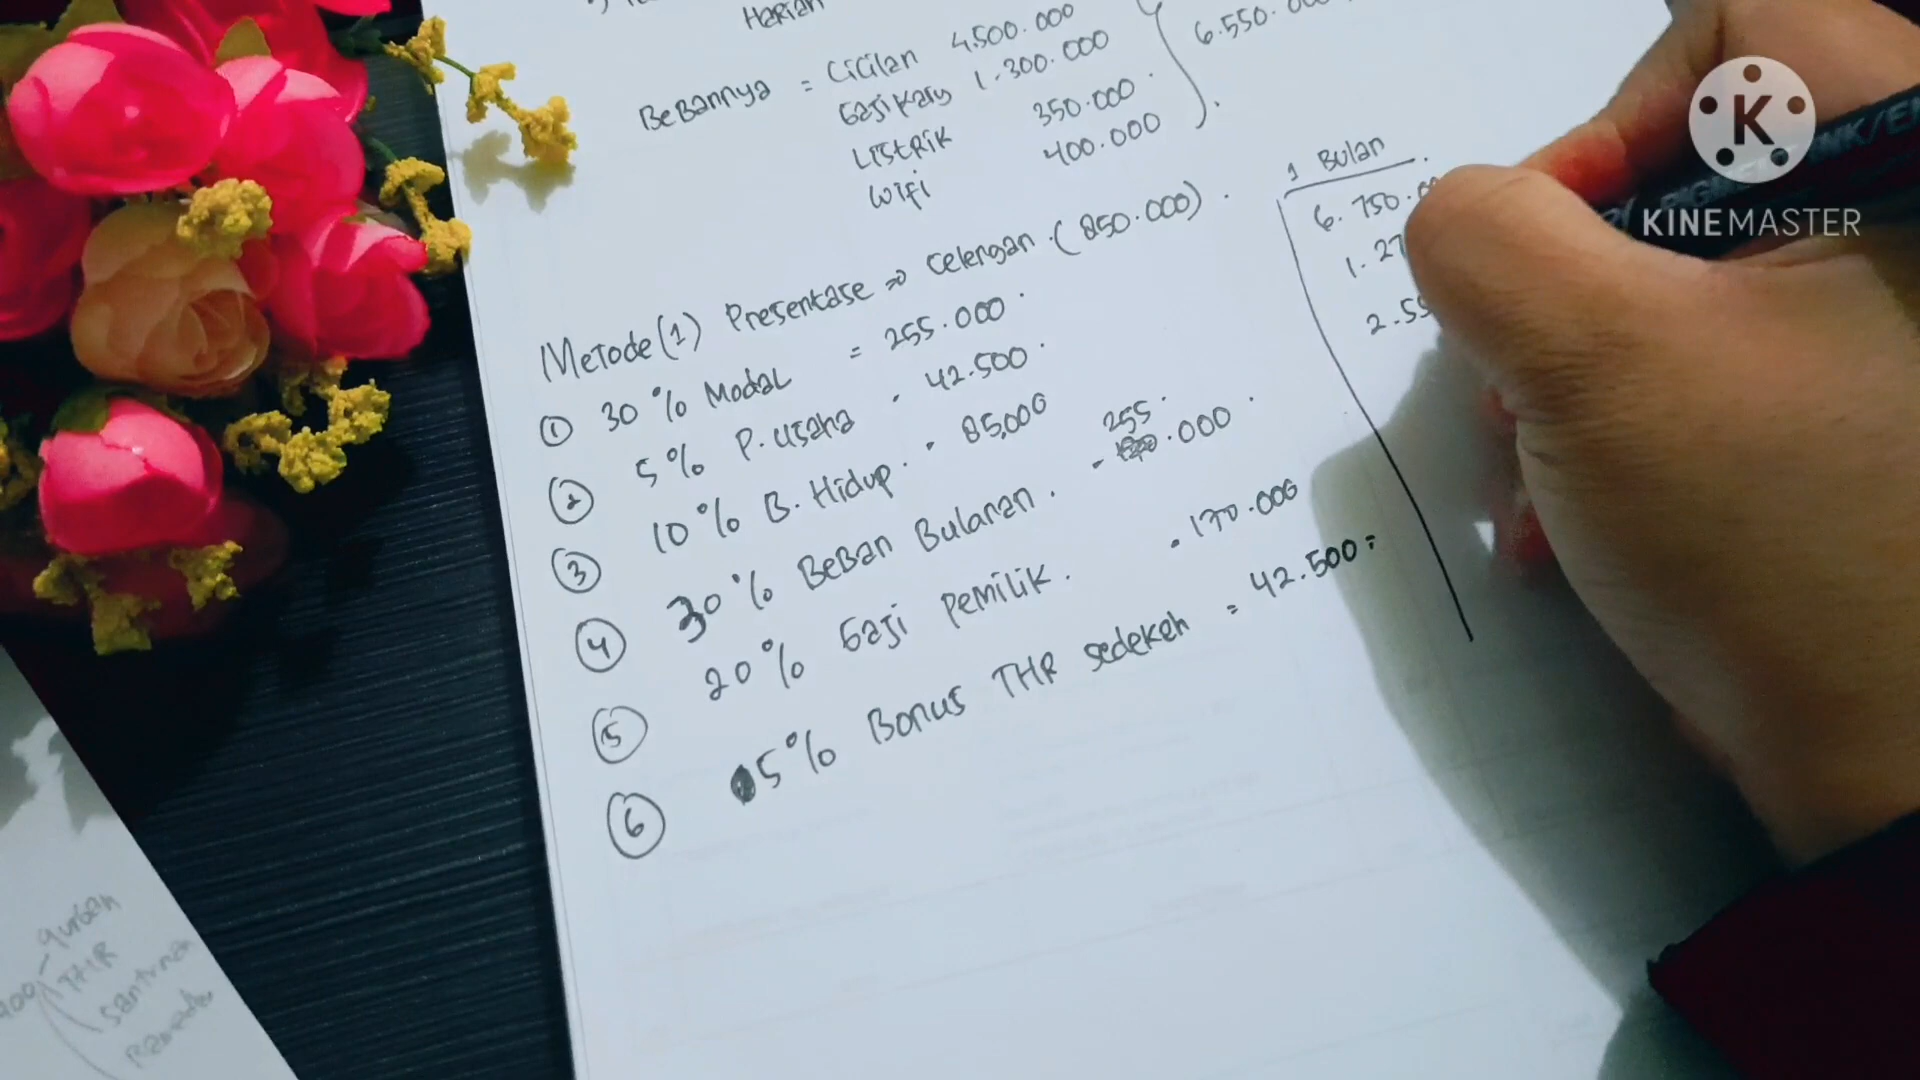 Harian
BeBannya = Cicilan 4.500.000
Gaji Kary 1.300.000
Listrik 350.000
Wifi 400.000
6.550.
Metode (1) Presentase => Celengan (850.000)
① 30 % Modal = 255.000
② 5 % P. Usaha 42.500
③ 10 % B. Hidup 85,000
④ 30 % BeBan Bulanan 255.000
⑤ 20 % Gaji pemilik 170.000
⑥ 5 % Bonus THR sedekah = 42.500 =
1 Bulan
6.750.
1.27
2.55
qurban
THR
santunan
K
KINEMASTER